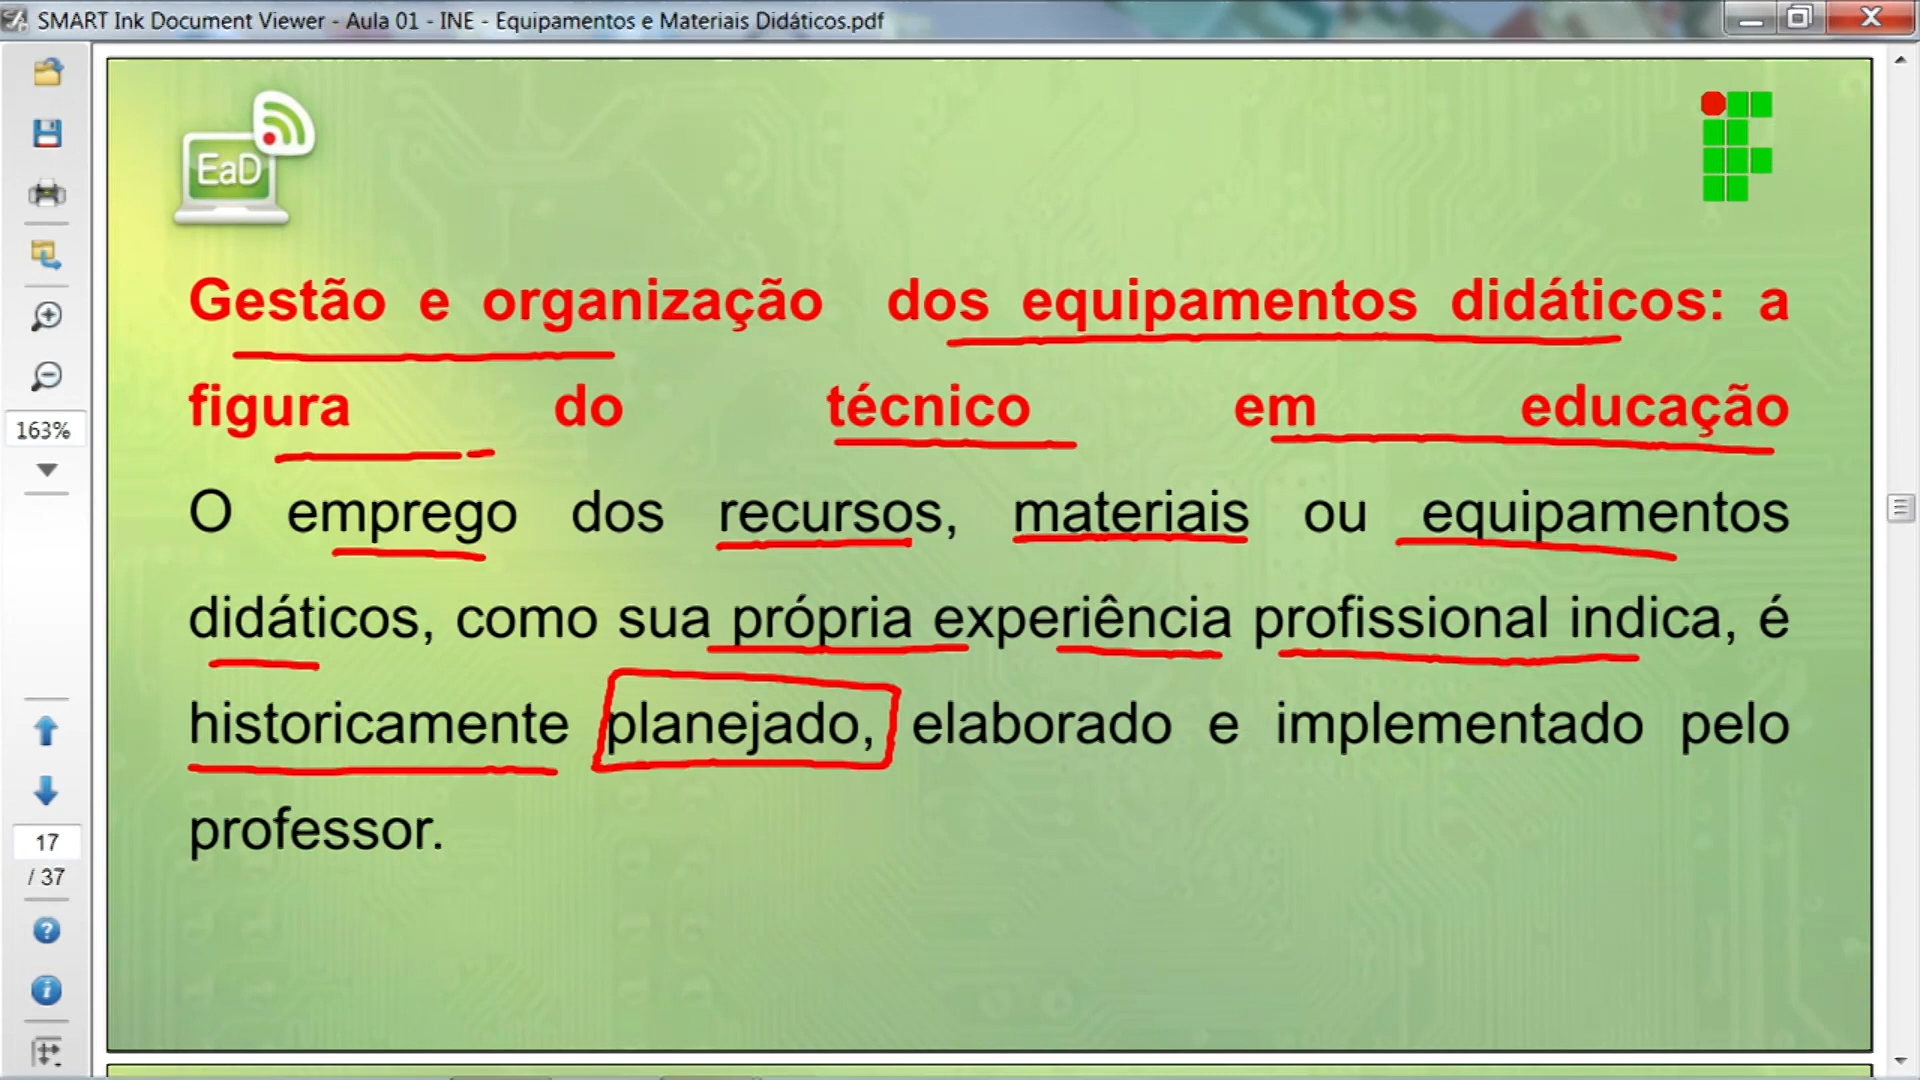 SMART Ink Document Viewer - Aula 01 - INE - Equipamentos e Materiais Didáticos.pdf
EaD
Gestão e organização dos equipamentos didáticos: a
figura do técnico em educação
O emprego dos recursos, materiais ou equipamentos
didáticos, como sua própria experiência profissional indica, é
historicamente planejado, elaborado e implementado pelo
professor.
163%
17
/ 37